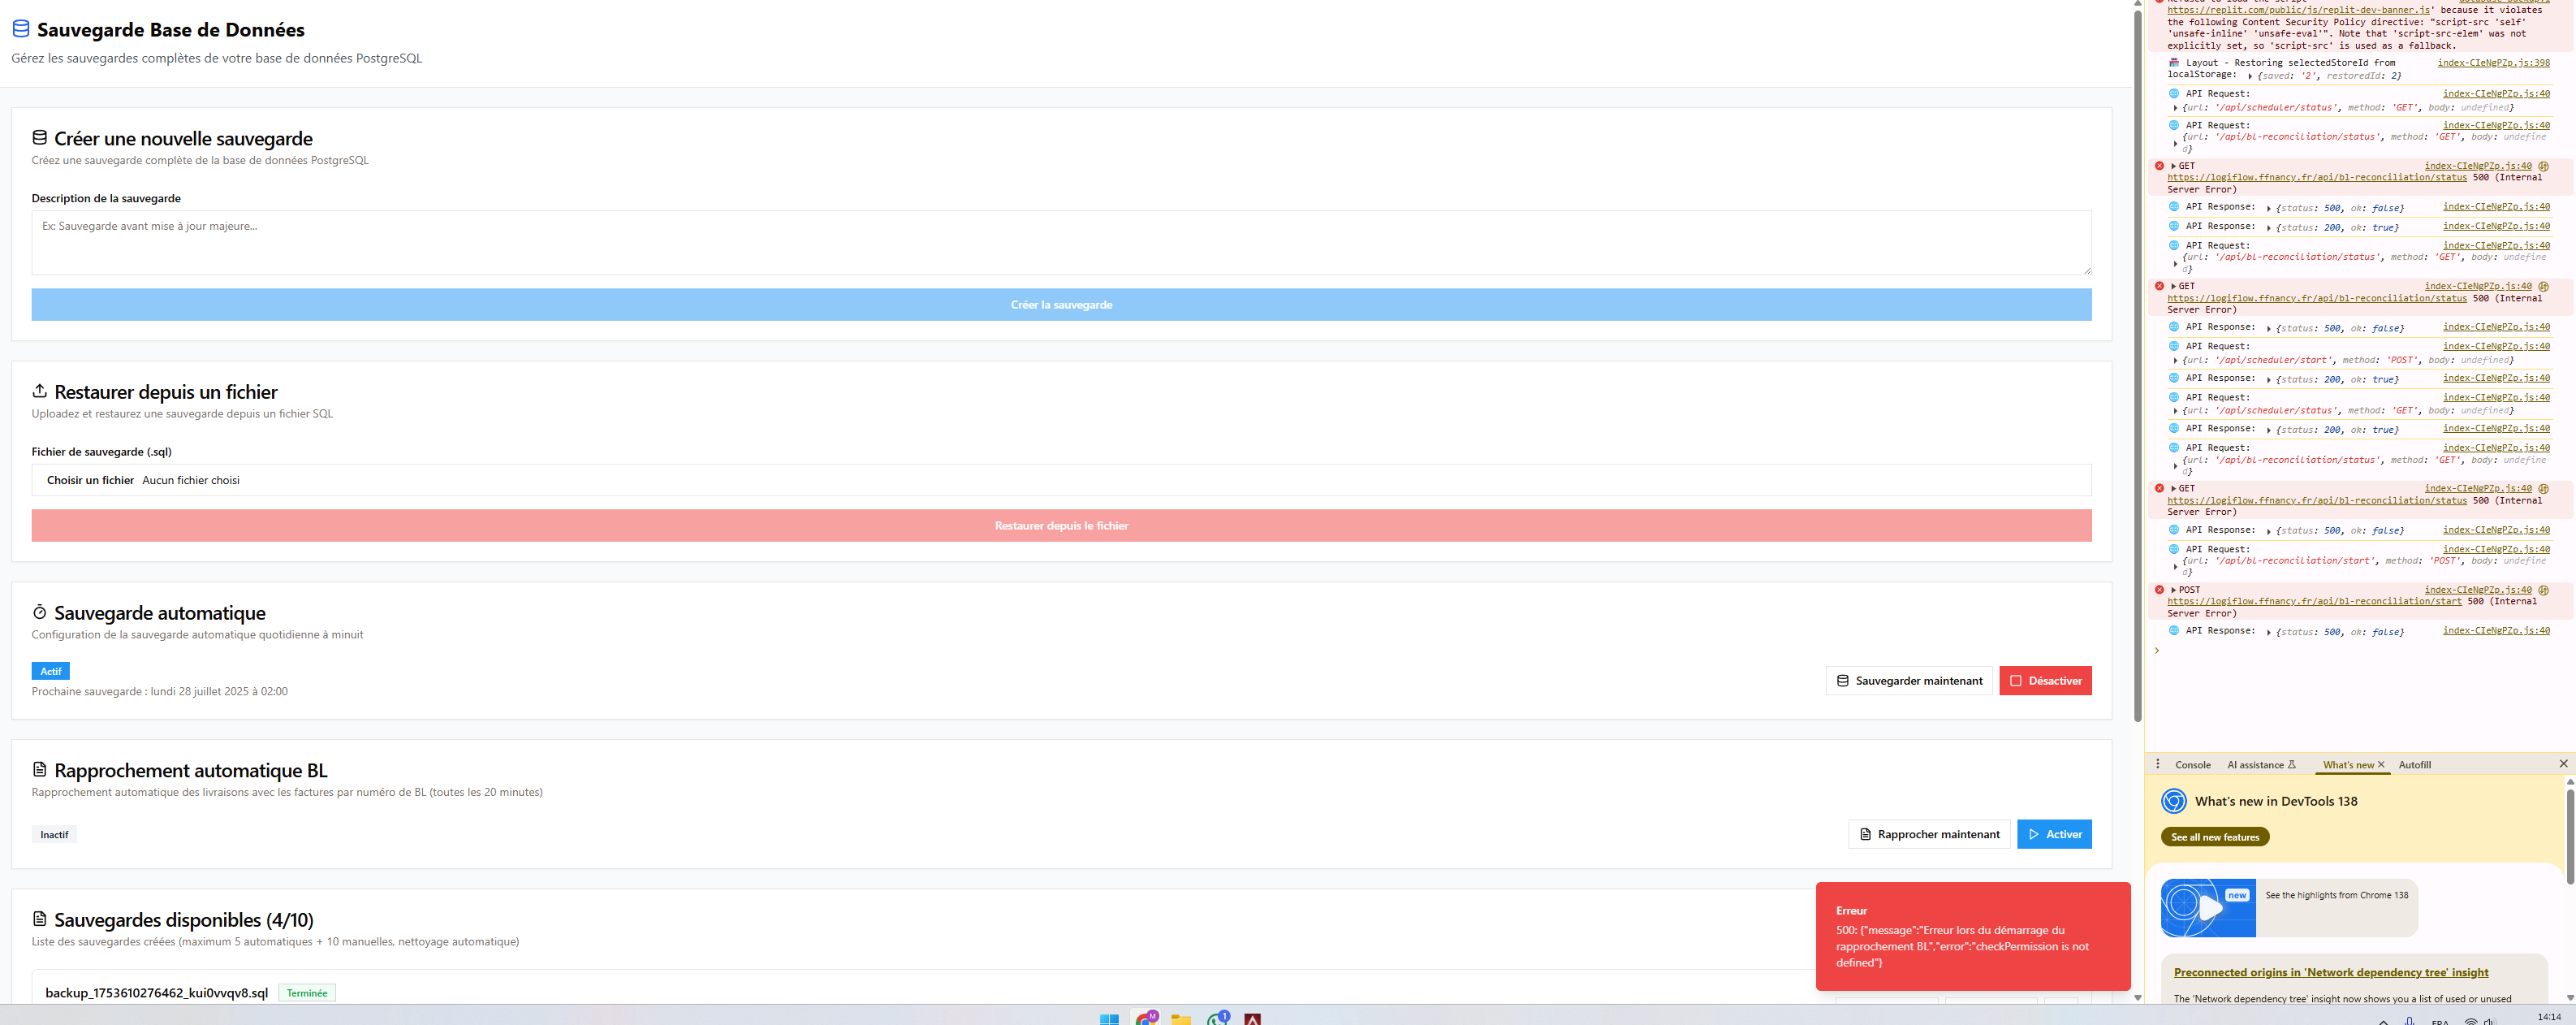 Sauvegarde Base de Données
Gérez les sauvegardes complètes de votre base de données PostgreSQL
Créer une nouvelle sauvegarde
Créez une sauvegarde complète de la base de données PostgreSQL
Description de la sauvegarde
Ex: Sauvegarde avant mise à jour majeure...
Créer la sauvegarde
Restaurer depuis un fichier
Uploadez et restaurez une sauvegarde depuis un fichier SQL
Fichier de sauvegarde (.sql)
Choisir un fichier Aucun fichier choisi
Restaurer depuis le fichier
Sauvegarde automatique
Configuration de la sauvegarde automatique quotidienne à minuit
Actif
Prochaine sauvegarde : lundi 28 juillet 2025 à 02:00
Sauvegarder maintenant
Désactiver
Rapprochement automatique BL
Rapprochement automatique des livraisons avec les factures par numéro de BL (toutes les 20 minutes)
Inactif
Rapprocher maintenant
Activer
Sauvegardes disponibles (4/10)
Liste des sauvegardes créées (maximum 5 automatiques + 10 manuelles, nettoyage automatique)
backup_1753610276462_kui0vvqv8.sql Terminée
Erreur
500: {"message":"Erreur lors du démarrage du
rapprochement BL","error":"checkPermission is not
defined"}
https://replit.com/public/js/replit-dev-banner.js' because it violates
the following Content Security Policy directive: "script-src 'self'
'unsafe-inline' 'unsafe-eval'". Note that 'script-src-elem' was not
explicitly set, so 'script-src' is used as a fallback.
Layout - Restoring selectedStoreId from index-CIeNgPZp.js:398
localStorage: {saved: '2', restoredId: 2}
API Request: index-CIeNgPZp.js:40
{url: '/api/scheduler/status', method: 'GET', body: undefined}
API Request: index-CIeNgPZp.js:40
{url: '/api/bl-reconciliation/status', method: 'GET', body: undefine
d}
GET index-CIeNgPZp.js:40
https://logiflow.ffnancy.fr/api/bl-reconciliation/status 500 (Internal
Server Error)
API Response: {status: 500, ok: false} index-CIeNgPZp.js:40
API Response: {status: 200, ok: true} index-CIeNgPZp.js:40
API Request: index-CIeNgPZp.js:40
{url: '/api/bl-reconciliation/status', method: 'GET', body: undefine
d}
GET index-CIeNgPZp.js:40
https://logiflow.ffnancy.fr/api/bl-reconciliation/status 500 (Internal
Server Error)
API Response: {status: 500, ok: false} index-CIeNgPZp.js:40
API Request: index-CIeNgPZp.js:40
{url: '/api/scheduler/start', method: 'POST', body: undefined}
API Response: {status: 200, ok: true} index-CIeNgPZp.js:40
API Request: index-CIeNgPZp.js:40
{url: '/api/scheduler/status', method: 'GET', body: undefined}
API Response: {status: 200, ok: true} index-CIeNgPZp.js:40
API Request: index-CIeNgPZp.js:40
{url: '/api/bl-reconciliation/status', method: 'GET', body: undefine
d}
GET index-CIeNgPZp.js:40
https://logiflow.ffnancy.fr/api/bl-reconciliation/status 500 (Internal
Server Error)
API Response: {status: 500, ok: false} index-CIeNgPZp.js:40
API Request: index-CIeNgPZp.js:40
{url: '/api/bl-reconciliation/start', method: 'POST', body: undefine
d}
POST index-CIeNgPZp.js:40
https://logiflow.ffnancy.fr/api/bl-reconciliation/start 500 (Internal
Server Error)
API Response: {status: 500, ok: false} index-CIeNgPZp.js:40
Console AI assistance What's new Autofill
What's new in DevTools 138
See all new features
new
See the highlights from Chrome 138
Preconnected origins in 'Network dependency tree' insight
The 'Network dependency tree' insight now shows you a list of used or unused
M
1
FRA
14:14